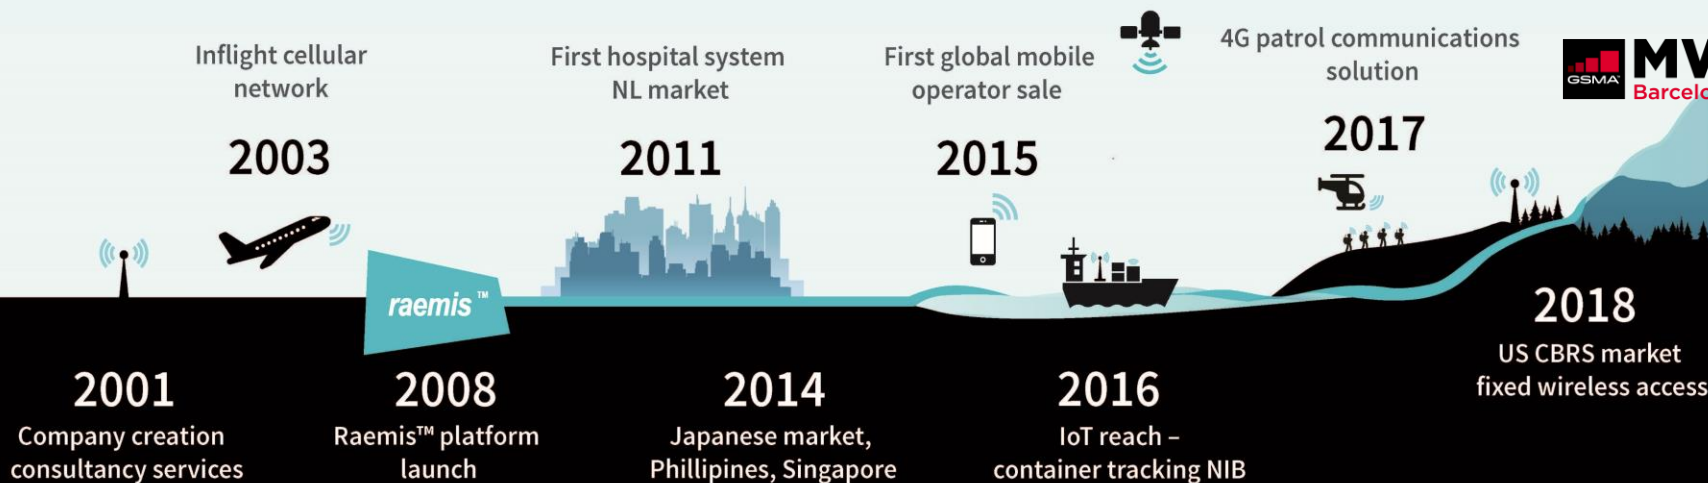 Inflight cellular
network
2003
First hospital system
NL market
2011
First global mobile
operator sale
2015
4G patrol communications
solution
2017
GSMA
Barcelo
raemis™
2001
Company creation
consultancy services
2008
Raemis™ platform
launch
2014
Japanese market,
Phillipines, Singapore
2016
IoT reach –
container tracking NIB
2018
US CBRS market
fixed wireless access